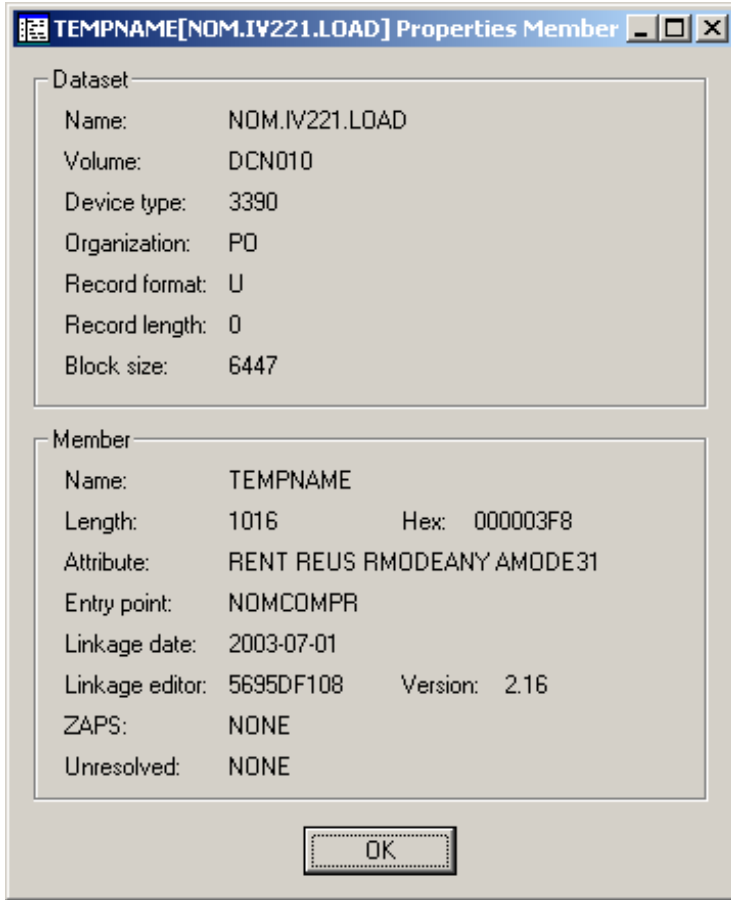 TEMPNAME[NOM.IV221.LOAD] Properties Member
Dataset
Name: NOM.IV221.LOAD
Volume: DCN010
Device type: 3390
Organization: PO
Record format: U
Record length: 0
Block size: 6447
Member
Name: TEMPNAME
Length: 1016 Hex: 000003F8
Attribute: RENT REUS RMODEANY AMODE31
Entry point: NOMCOMPR
Linkage date: 2003-07-01
Linkage editor: 5695DF108 Version: 2.16
ZAPS: NONE
Unresolved: NONE
OK